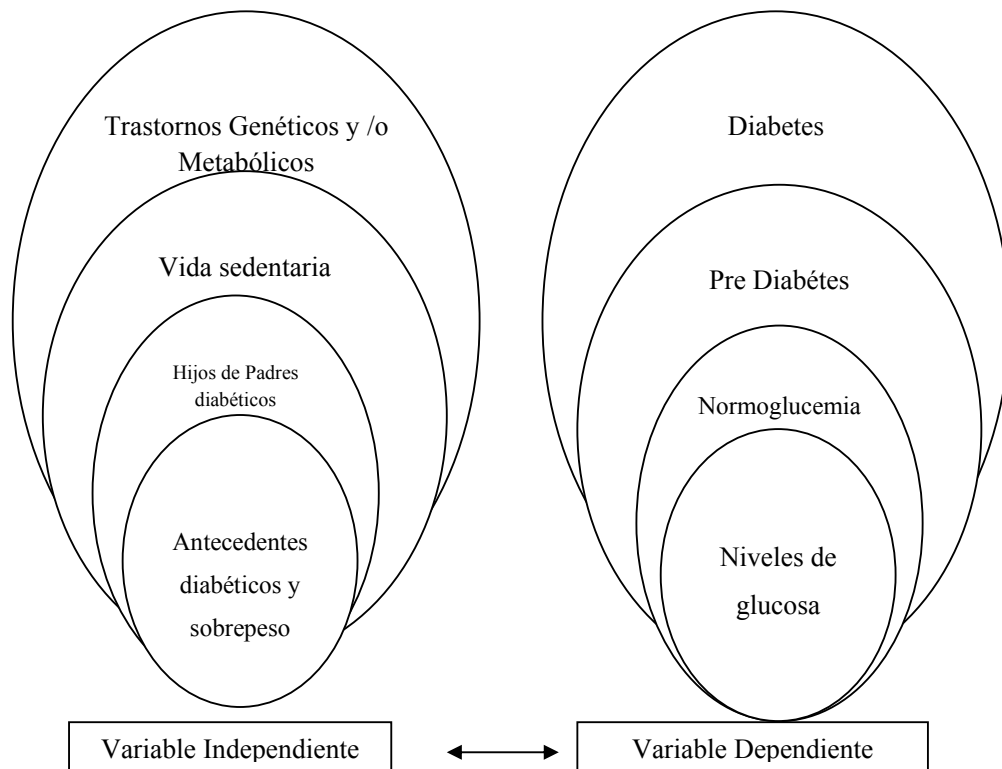 Trastornos Genéticos y /o
Metabólicos
Vida sedentaria
Hijos de Padres
diabéticos
Antecedentes
diabéticos y
sobrepeso
Variable Independiente
Diabetes
Pre Diabétes
Normoglucemia
Niveles de
glucosa
Variable Dependiente